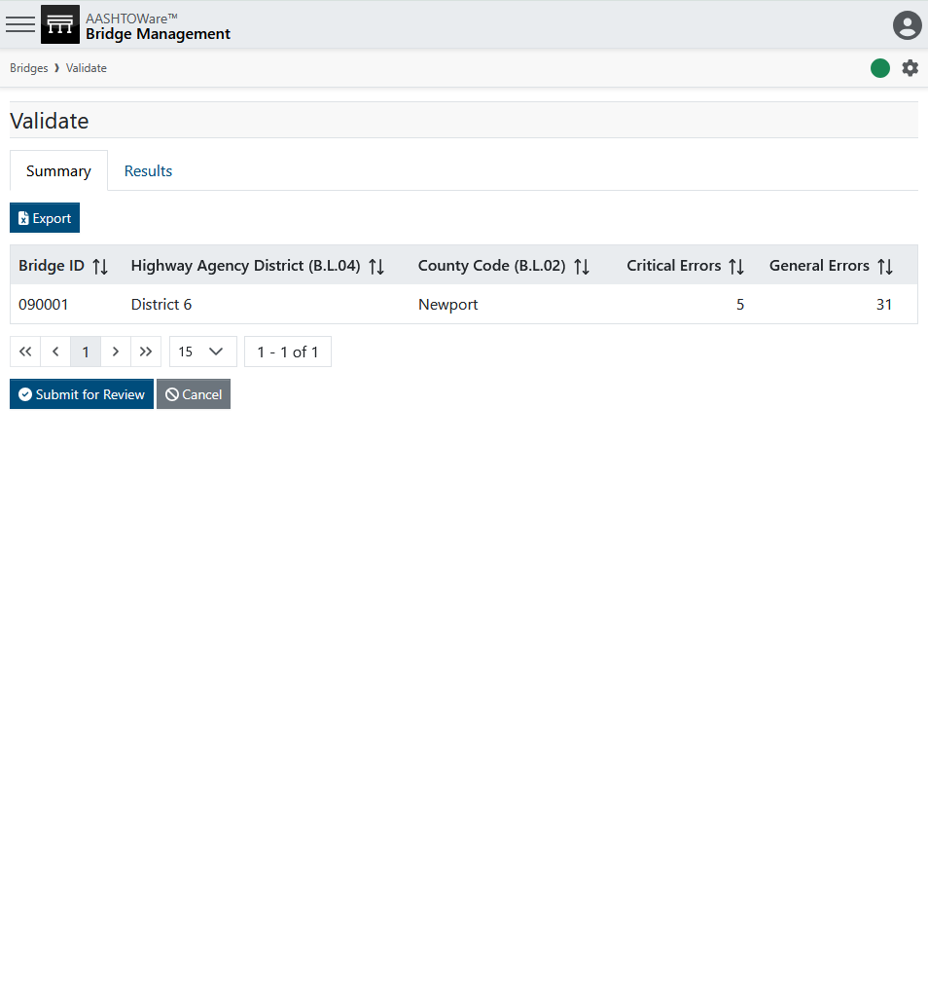 AASHTOWare™
Bridge Management
Bridges ❯ Validate
Validate
Summary Results
Export
Bridge ID Highway Agency District (B.L.04) County Code (B.L.02) Critical Errors General Errors
090001 District 6 Newport 5 31
1 15 1 - 1 of 1
Submit for Review Cancel